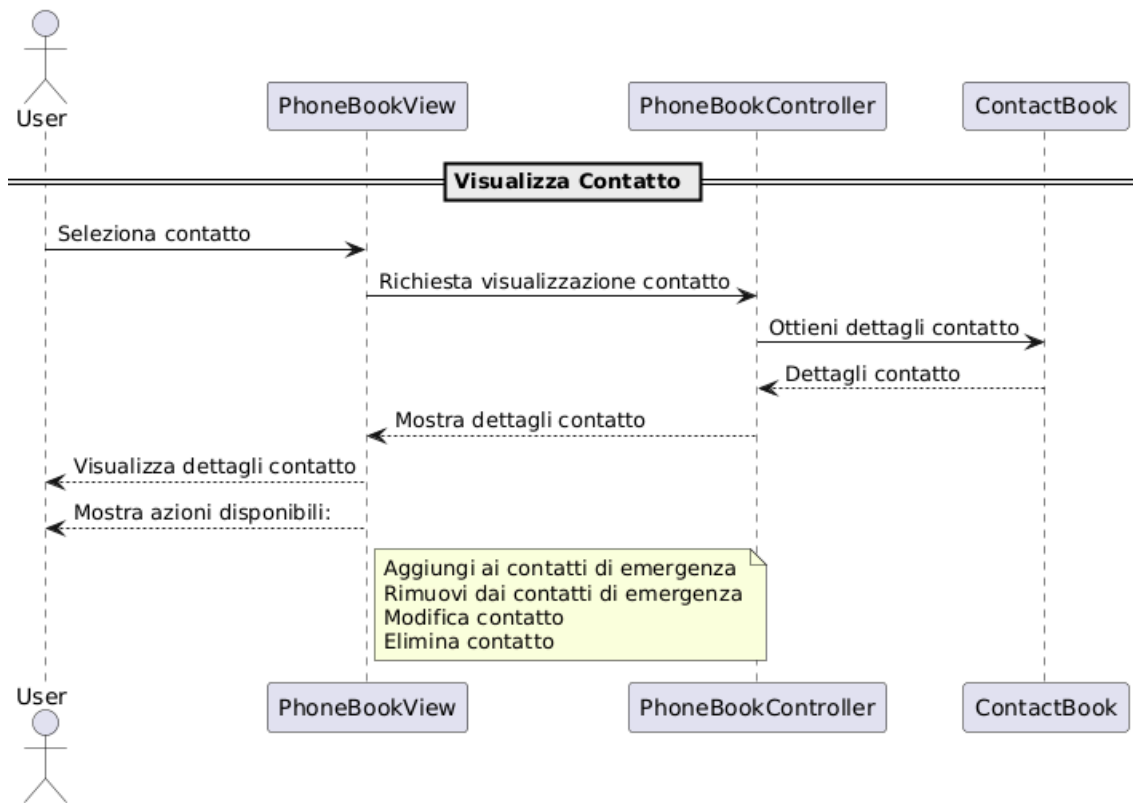 User
PhoneBookView
PhoneBookController
ContactBook
Visualizza Contatto
Seleziona contatto
Richiesta visualizzazione contatto
Ottieni dettagli contatto
Dettagli contatto
Mostra dettagli contatto
Visualizza dettagli contatto
Mostra azioni disponibili:
Aggiungi ai contatti di emergenza
Rimuovi dai contatti di emergenza
Modifica contatto
Elimina contatto
User
PhoneBookView
PhoneBookController
ContactBook